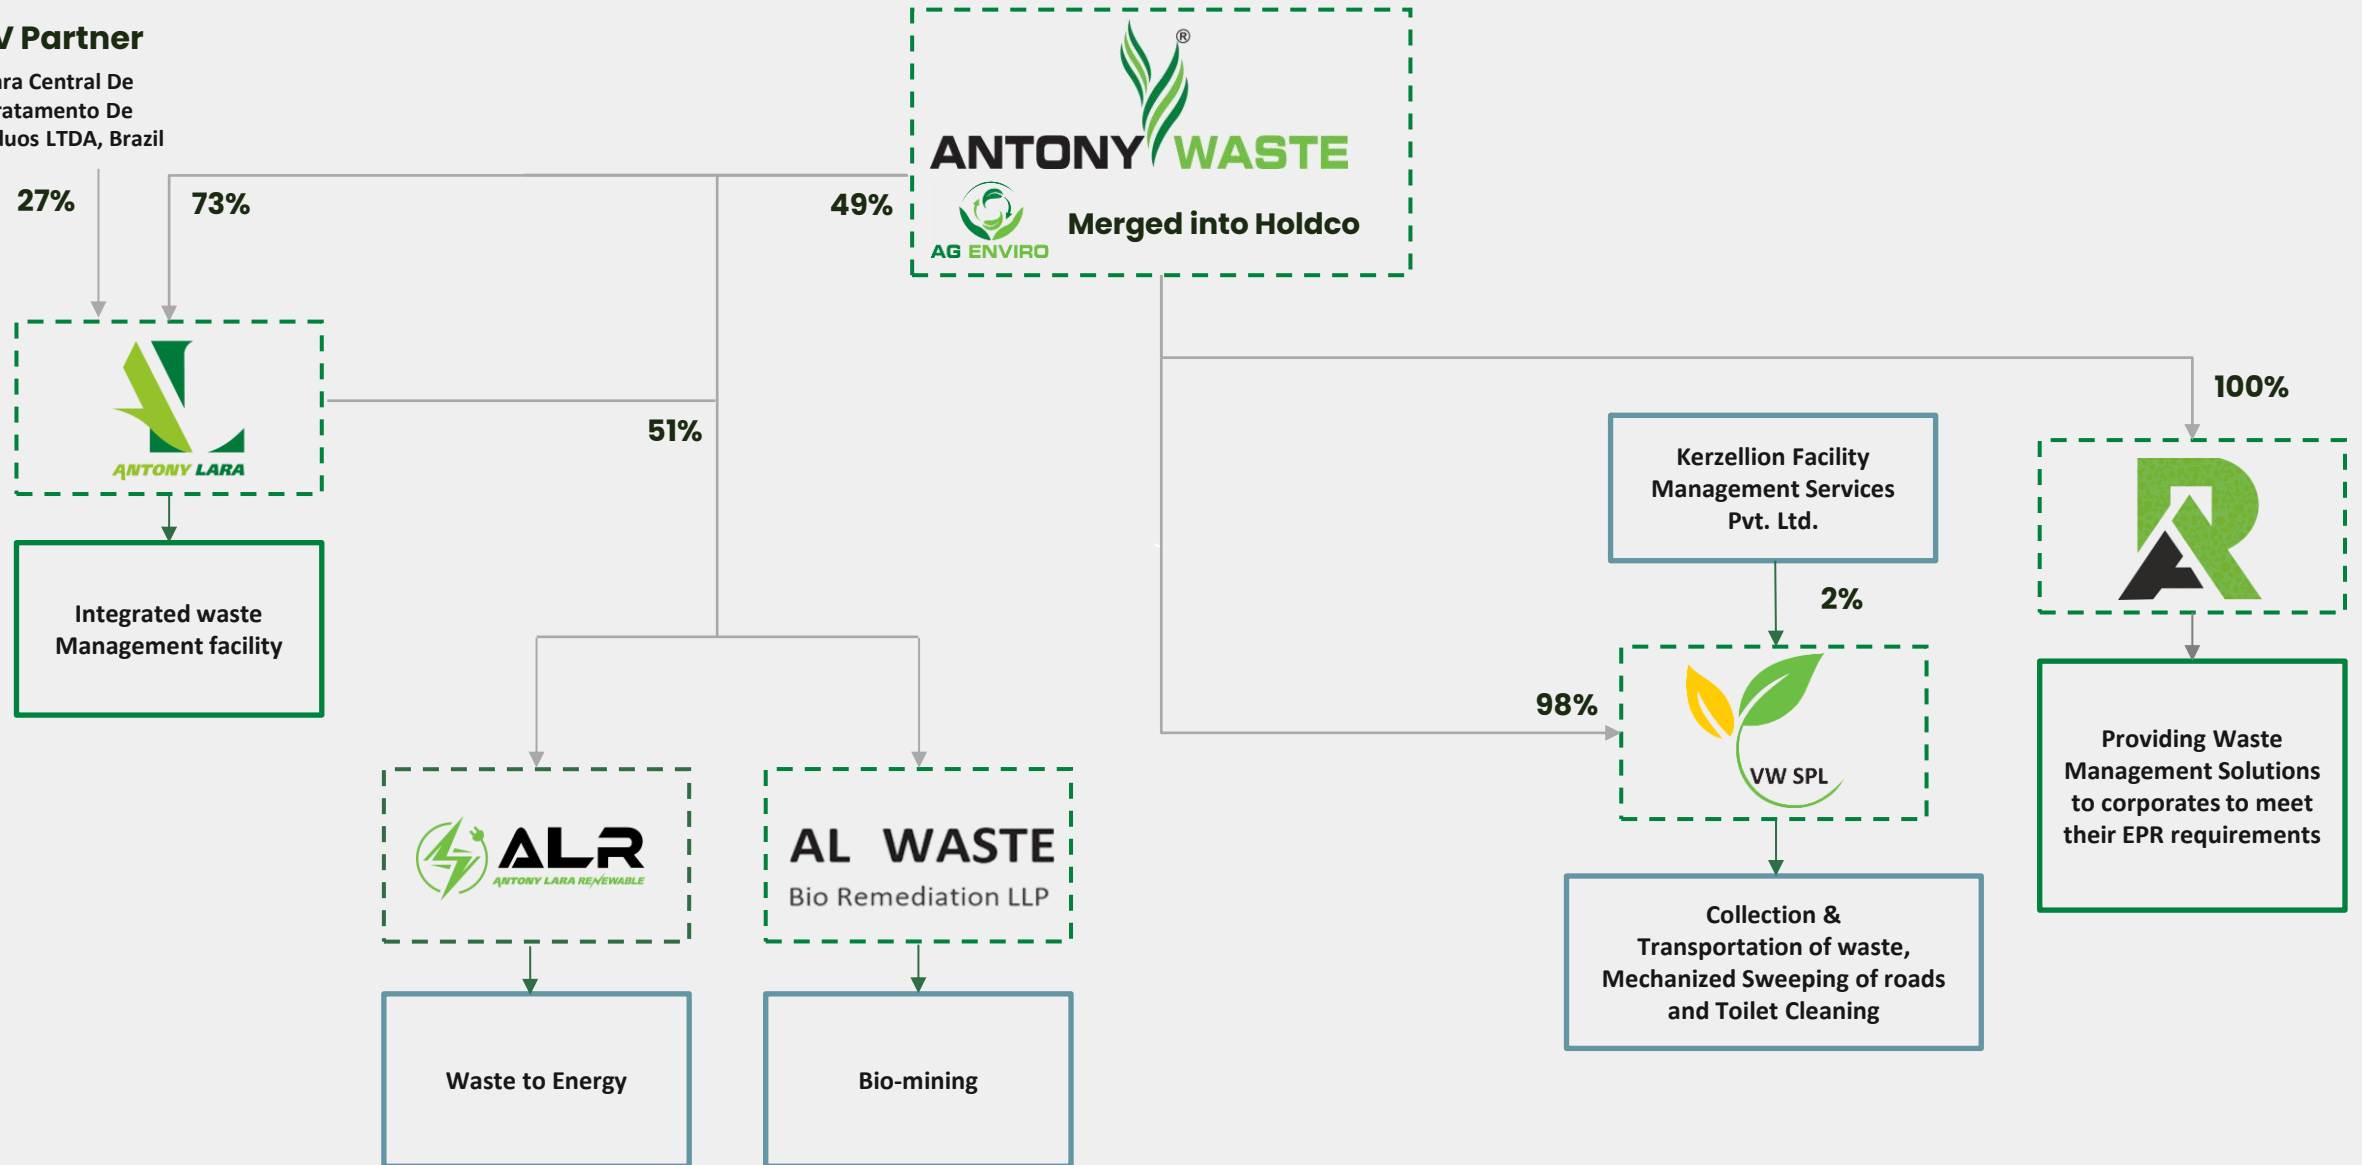 V Partner
ara Central De
ratamento De
duos LTDA, Brazil
27%
73%
49%
®
ANTONY WASTE
AG ENVIRO
Merged into Holdco
ANTONY LARA
51%
100%
Integrated waste
Management facility
Kerzellion Facility
Management Services
Pvt. Ltd.
2%
AR
98%
VW SPL
Providing Waste
Management Solutions
to corporates to meet
their EPR requirements
ALR
ANTONY LARA RENEWABLE
AL WASTE
Bio Remediation LLP
Collection &
Transportation of waste,
Mechanized Sweeping of roads
and Toilet Cleaning
Waste to Energy
Bio-mining